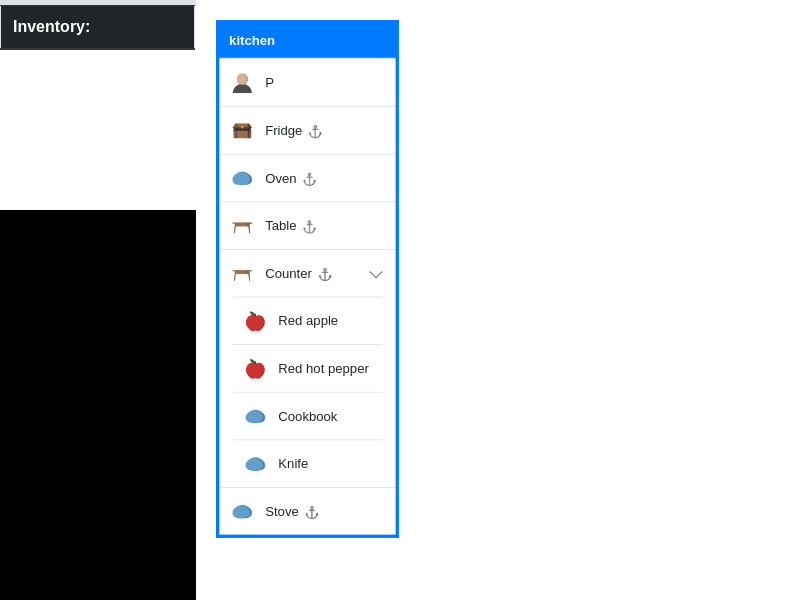 Inventory:
kitchen
P
Fridge
Oven
Table
Counter
Red apple
Red hot pepper
Cookbook
Knife
Stove